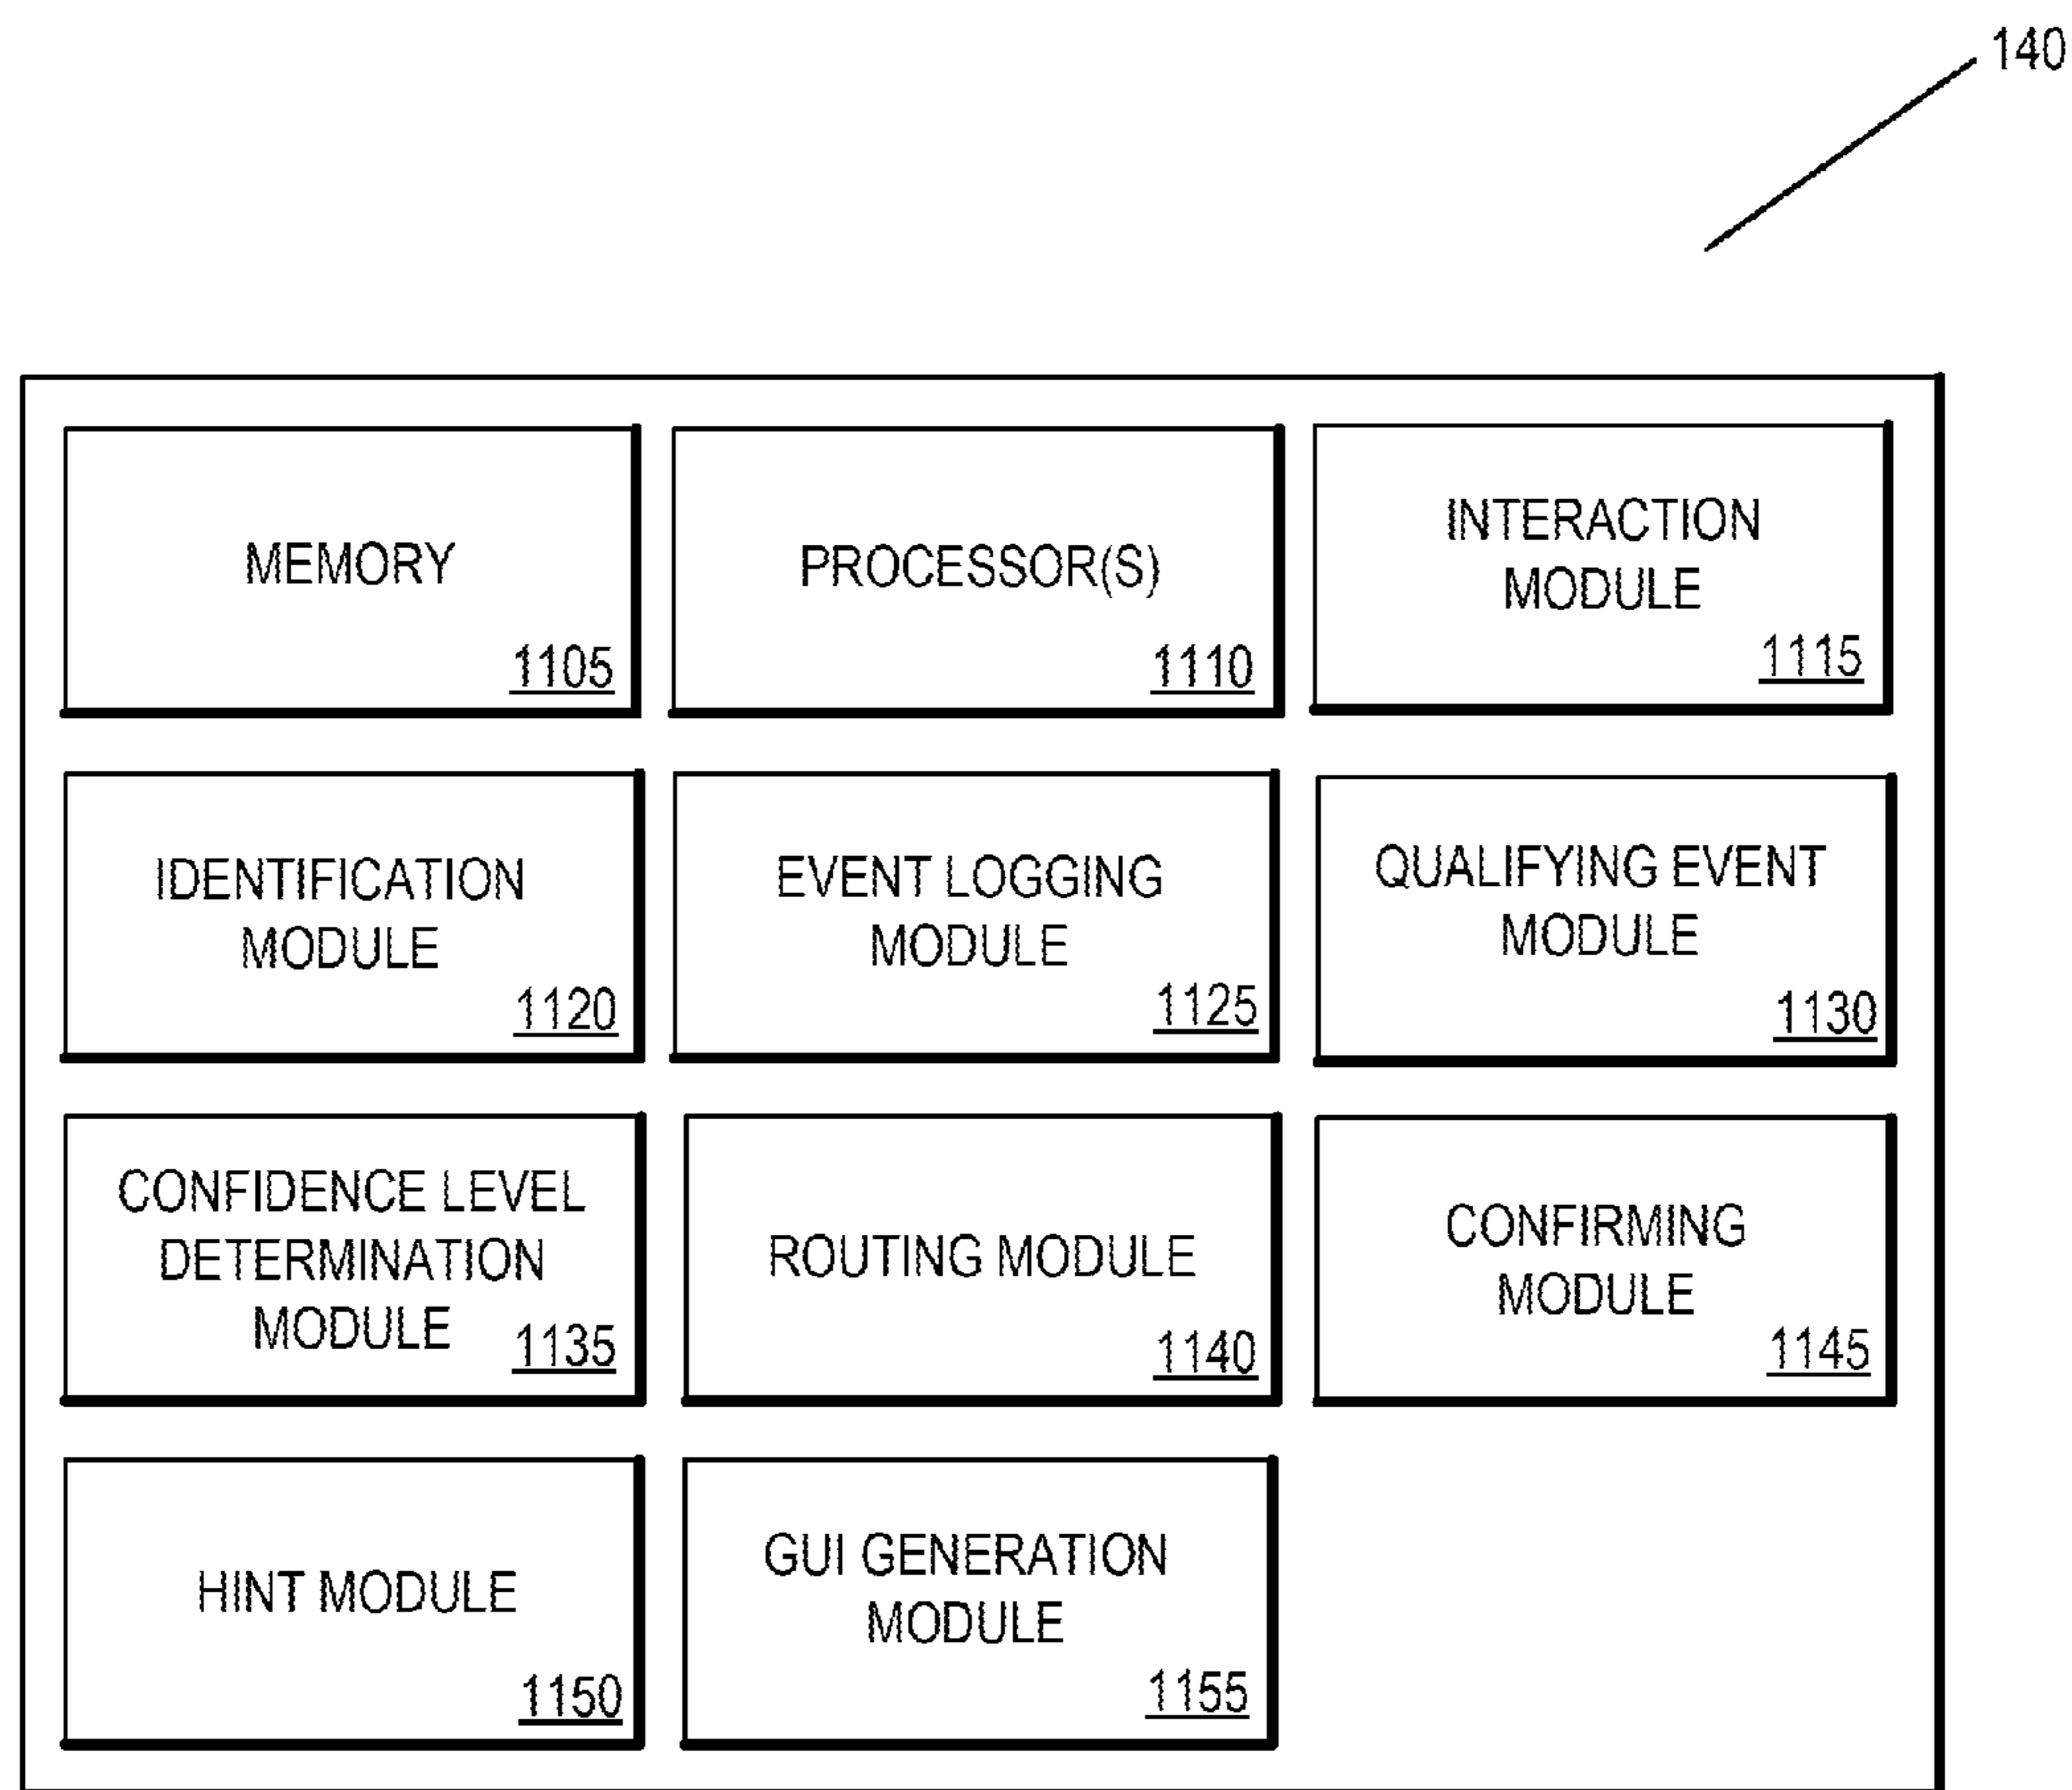 140
MEMORY
1105
PROCESSOR(S)
1110
INTERACTION
MODULE
1115
IDENTIFICATION
MODULE
1120
EVENT LOGGING
MODULE
1125
QUALIFYING EVENT
MODULE
1130
CONFIDENCE LEVEL
DETERMINATION
MODULE
1135
ROUTING MODULE
1140
CONFIRMING
MODULE
1145
HINT MODULE
1150
GUI GENERATION
MODULE
1155